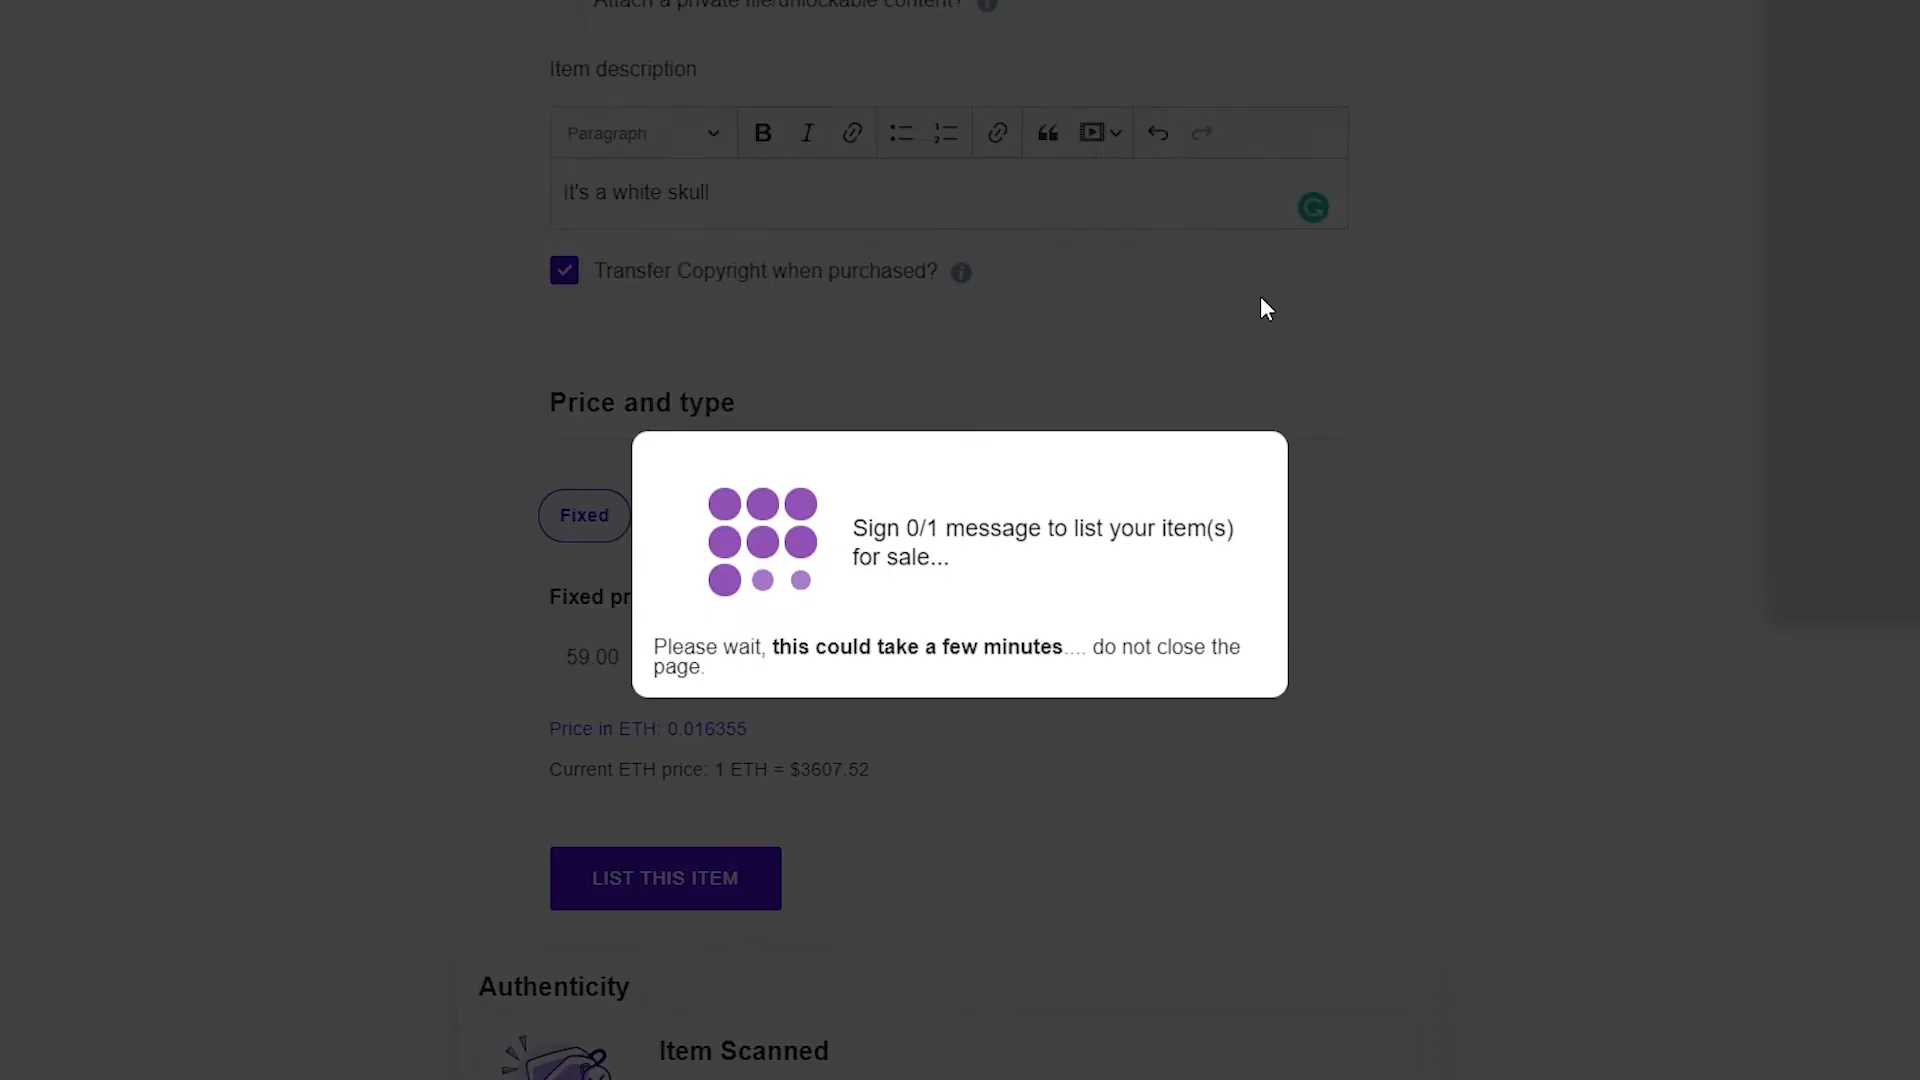 Attach a private file/unlockable content?
Item description
Paragraph
It's a white skull
Transfer Copyright when purchased?
Price and type
Fixed
Sign 0/1 message to list your item(s)
for sale...
Fixed pr
59.00
Please wait, this could take a few minutes.... do not close the
page.
Price in ETH: 0.016355
Current ETH price: 1 ETH = $3607.52
LIST THIS ITEM
Authenticity
Item Scanned